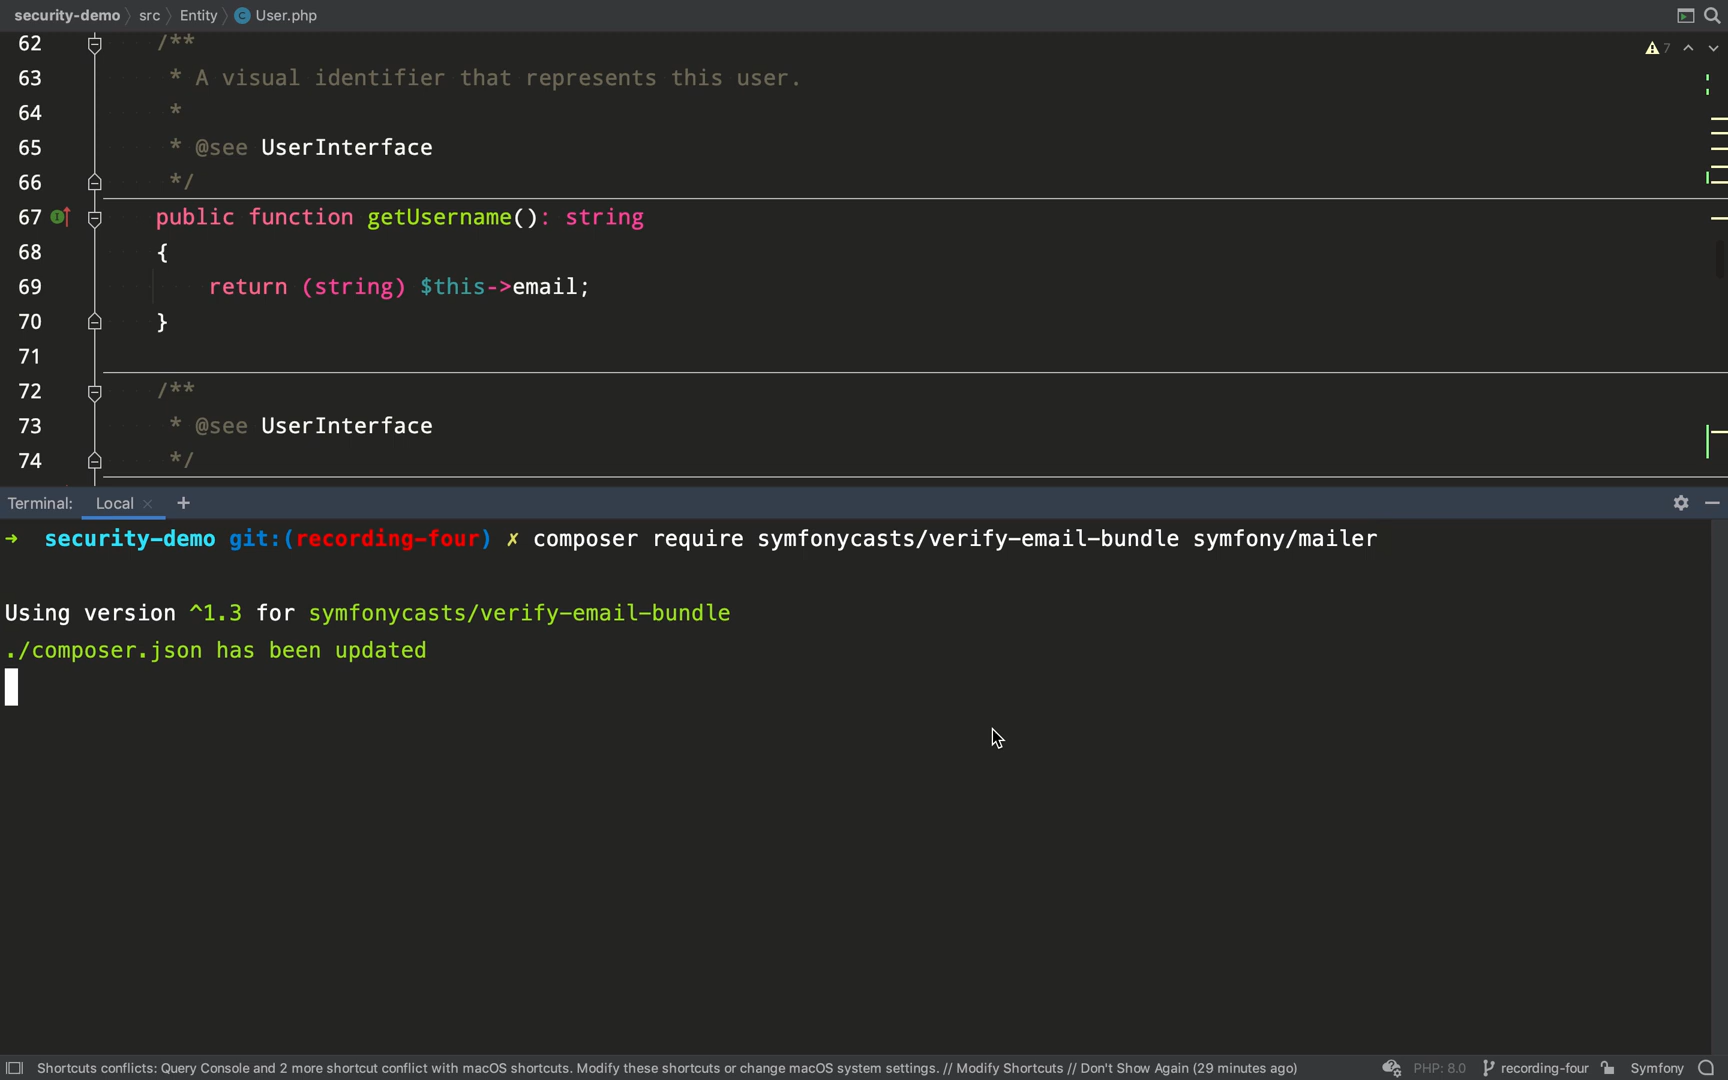 security-demo src Entity User.php
62 /**
7
63 * A visual identifier that represents this user.
64 *
65 * @see UserInterface
66 */
67 public function getUsername(): string
68 {
69 return (string) $this->email;
70 }
71
72 /**
73 * @see UserInterface
74 */
Terminal: Local × +
➜ security-demo git:(recording-four) ✗ composer require symfonycasts/verify-email-bundle symfony/mailer
Using version ^1.3 for symfonycasts/verify-email-bundle
./composer.json has been updated
Shortcuts conflicts: Query Console and 2 more shortcut conflict with macOS shortcuts. Modify these shortcuts or change macOS system settings. // Modify Shortcuts // Don't Show Again (29 minutes ago) PHP: 8.0 recording-four Symfony